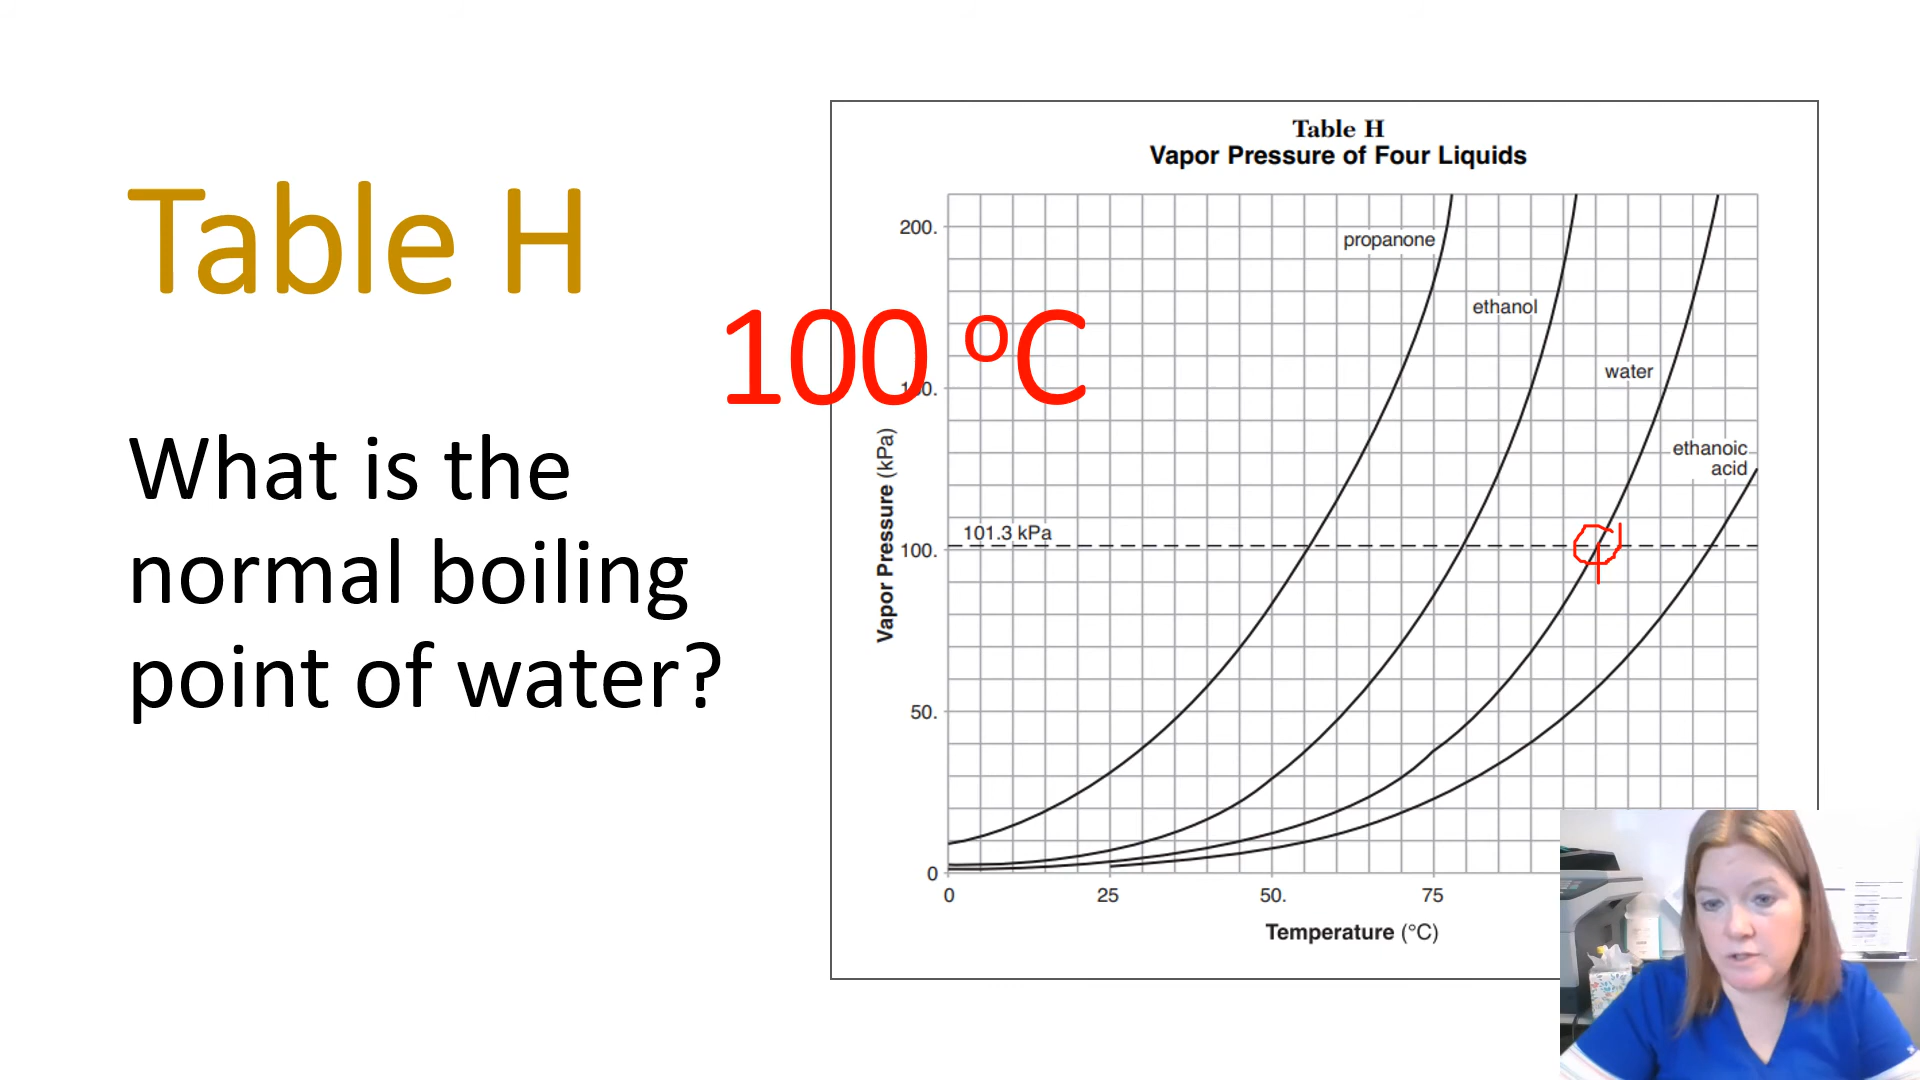 Table H
What is the
normal boiling
point of water?
100 °C
Table H
Vapor Pressure of Four Liquids
Vapor Pressure (kPa)
200.
100.
50.
0
propanone
ethanol
water
ethanoic
acid
101.3 kPa
0
25
50.
75
Temperature (°C)